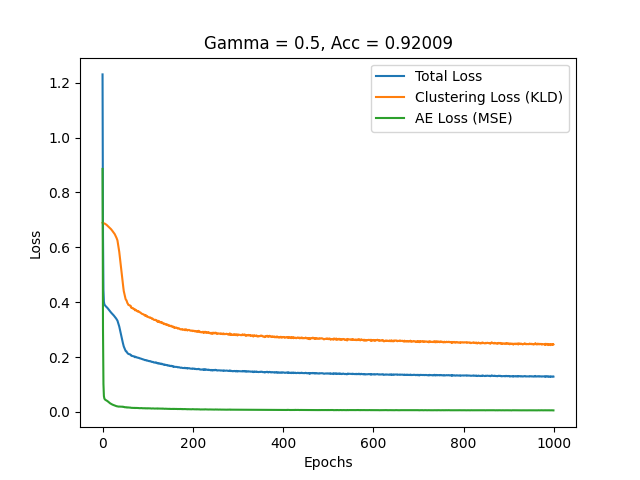 Gamma = 0.5, Acc = 0.92009
Total Loss
Clustering Loss (KLD)
AE Loss (MSE)
Loss
1.2
1.0
0.8
0.6
0.4
0.2
0.0
0 200 400 600 800 1000
Epochs